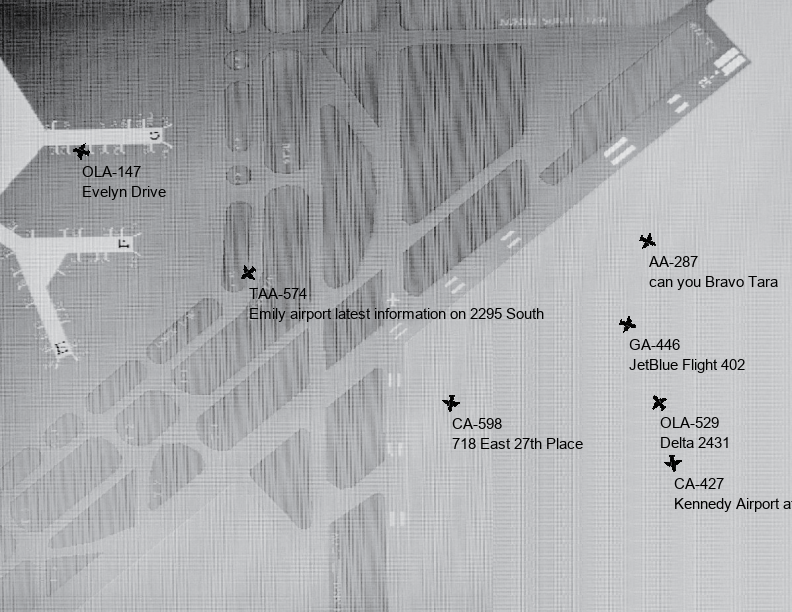 OLA-147
Evelyn Drive
AA-287
can you Bravo Tara
TAA-574
Emily airport latest information on 2295 South
GA-446
JetBlue Flight 402
CA-598
718 East 27th Place
OLA-529
Delta 2431
CA-427
Kennedy Airport